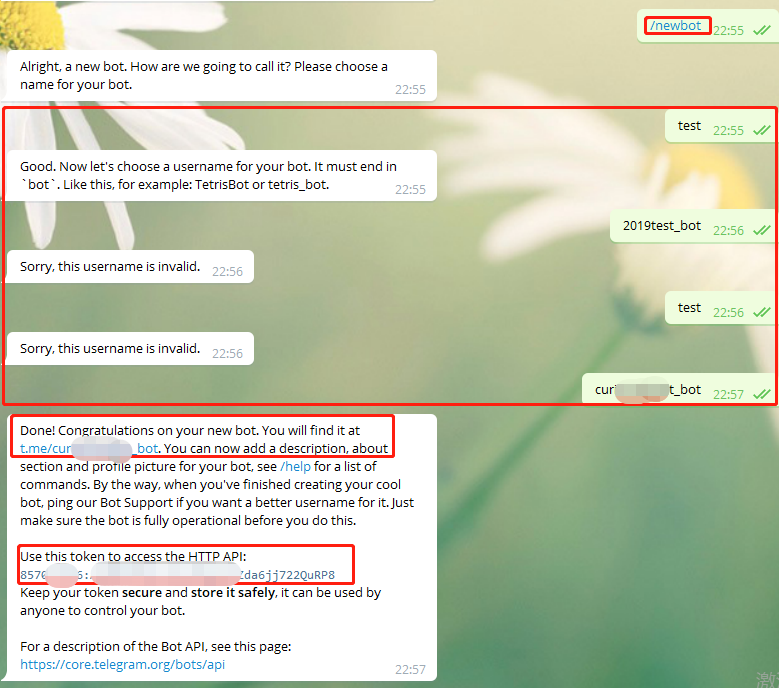 /newbot 22:55
Alright, a new bot. How are we going to call it? Please choose a
name for your bot.
22:55
test 22:55
Good. Now let's choose a username for your bot. It must end in
`bot`. Like this, for example: TetrisBot or tetris_bot.
22:55
2019test_bot 22:56
Sorry, this username is invalid. 22:56
test 22:56
Sorry, this username is invalid. 22:56
cur t_bot 22:57
Done! Congratulations on your new bot. You will find it at
t.me/cur _bot. You can now add a description, about
section and profile picture for your bot, see /help for a list of
commands. By the way, when you've finished creating your cool
bot, ping our Bot Support if you want a better username for it. Just
make sure the bot is fully operational before you do this.
Use this token to access the HTTP API:
857 6: Zda6jj722QuRP8
Keep your token secure and store it safely, it can be used by
anyone to control your bot.
For a description of the Bot API, see this page:
https://core.telegram.org/bots/api
22:57
激